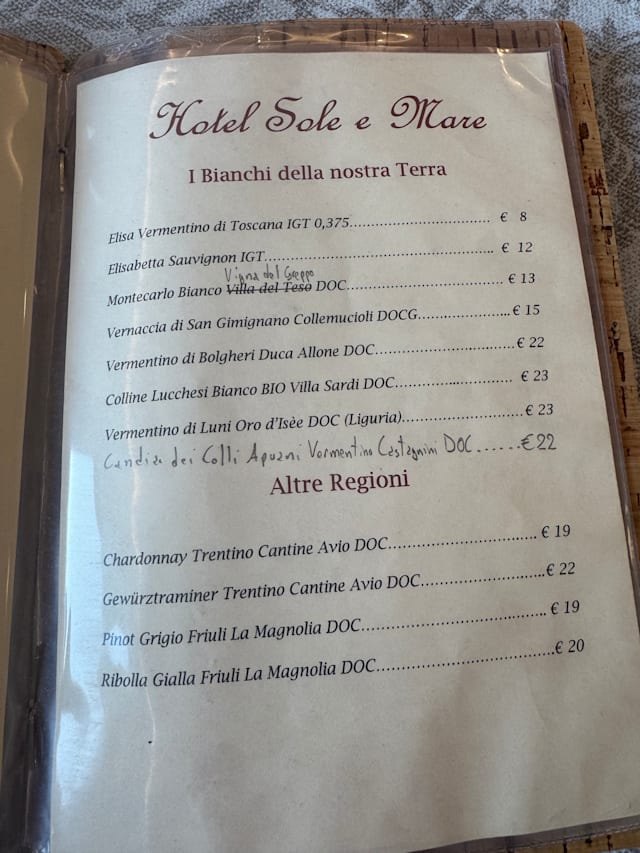 Hotel Sole e Mare
I Bianchi della nostra Terra
Elisa Vermentino di Toscana IGT 0,375.................................. € 8
Elisabetta Sauvignon IGT....................................................... € 12
Vigna del Greppo
Montecarlo Bianco Villa del Teso DOC..................................... € 13
Vernaccia di San Gimignano Collemucioli DOCG.....................€ 15
Vermentino di Bolgheri Duca Allone DOC...............................€ 22
Colline Lucchesi Bianco BIO Villa Sardi DOC........................... € 23
Vermentino di Luni Oro d'Isèe DOC (Liguria)............................€ 23
Candia dei Colli Apuani Vermentino Castagnini DOC......€22
Altre Regioni
Chardonnay Trentino Cantine Avio DOC.................................. € 19
Gewürztraminer Trentino Cantine Avio DOC............................€ 22
Pinot Grigio Friuli La Magnolia DOC......................................... € 19
Ribolla Gialla Friuli La Magnolia DOC.......................................€ 20